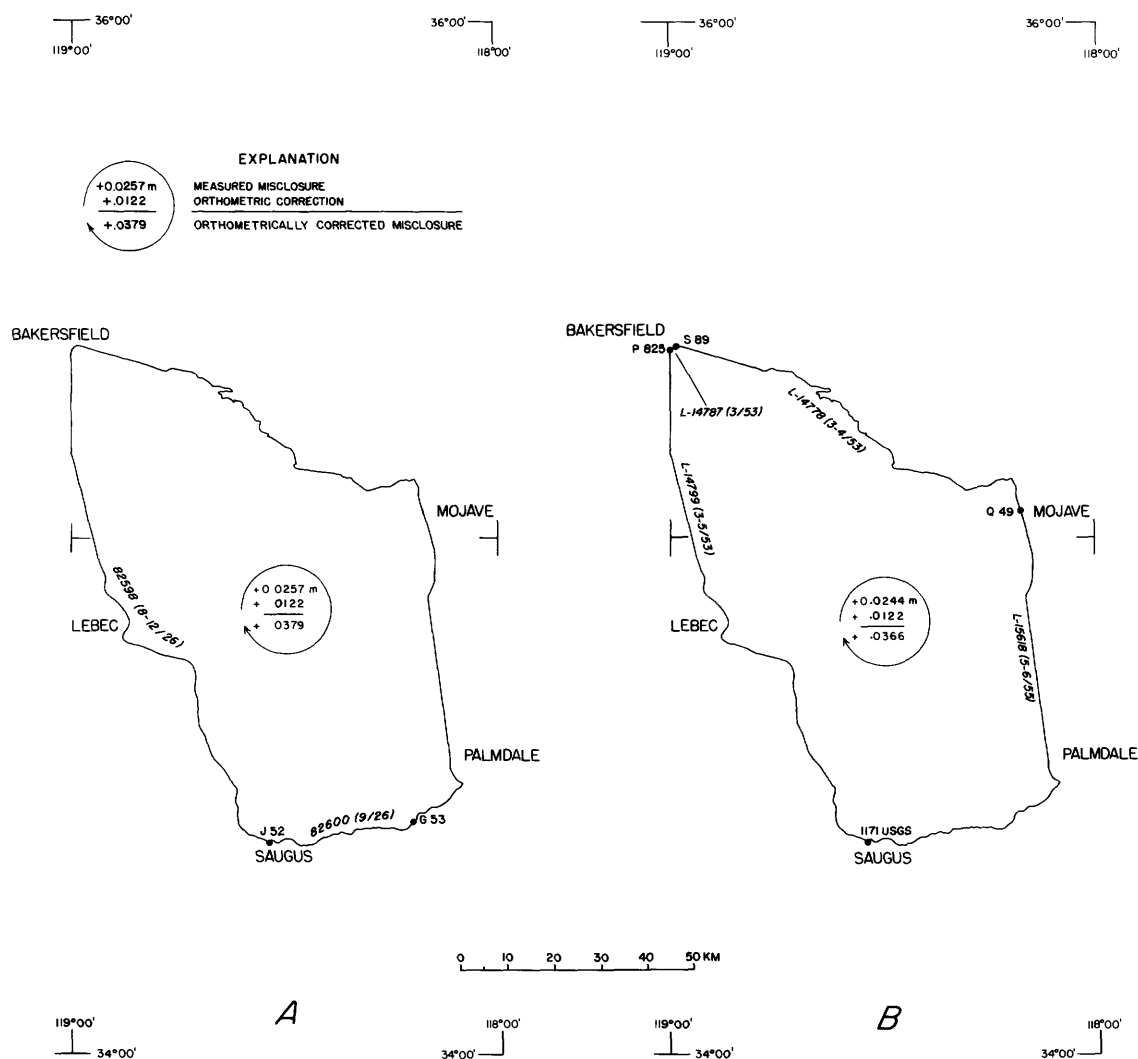 36°00'
119°00'
36°00'
118°00'
36°00'
119°00'
36°00'
118°00'
EXPLANATION
+0.0257 m
+.0122
+.0379
MEASURED MISCLOSURE
ORTHOMETRIC CORRECTION
ORTHOMETRICALLY CORRECTED MISCLOSURE
BAKERSFIELD
MOJAVE
82598 (8-12/26)
LEBEC
+0 0257 m
+ 0122
+ 0379
PALMDALE
82600 (9/26)
G 53
J 52
SAUGUS
BAKERSFIELD
P 825
S 89
L-14787 (3/53)
L-14778 (3-4/53)
L-14799 (3-5/53)
Q 49
MOJAVE
LEBEC
+0.0244 m
+ .0122
+ .0366
L-15618 (5-6/55)
PALMDALE
1171 USGS
SAUGUS
0 10 20 30 40 50 KM
119°00'
34°00'
A
118°00'
34°00'
119°00'
34°00'
B
118°00'
34°00'